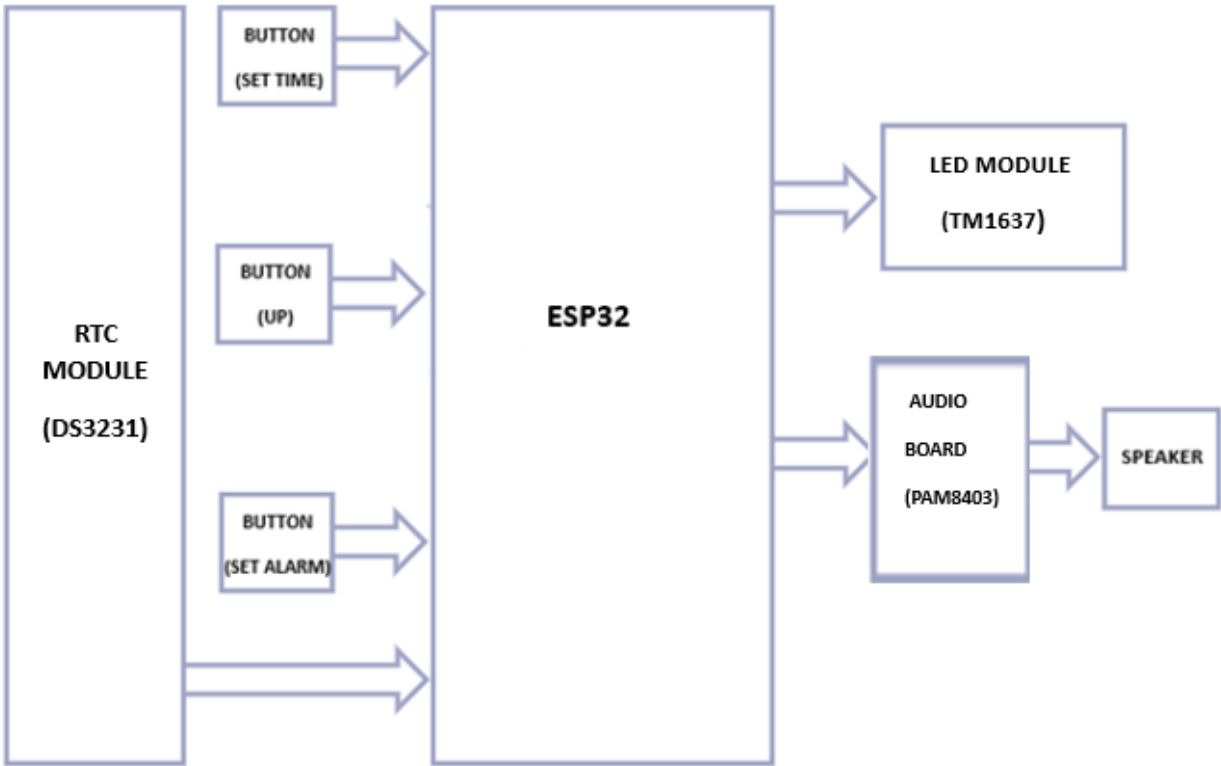 RTC
MODULE
(DS3231)
BUTTON
(SET TIME)
BUTTON
(UP)
BUTTON
(SET ALARM)
ESP32
LED MODULE
(TM1637)
AUDIO
BOARD
(PAM8403)
SPEAKER